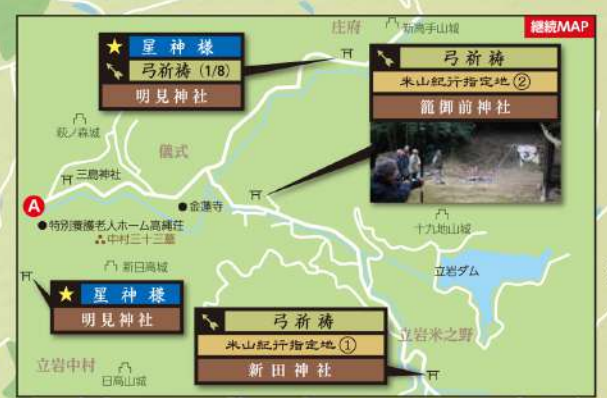 庄府
新高手山城
継続MAP
★ 星神様
弓祈祷 (1/8)
明見神社
弓祈祷
米山紀行指定地②
籠御前神社
萩ノ森城
儀式
三島神社
A
金蓮寺
特別養護老人ホーム高縄荘
中村三十三墓
十九地山城
新日高城
立岩ダム
★ 星神様
明見神社
弓祈祷
米山紀行指定地①
新田神社
立岩米之野
立岩中村
日高山城